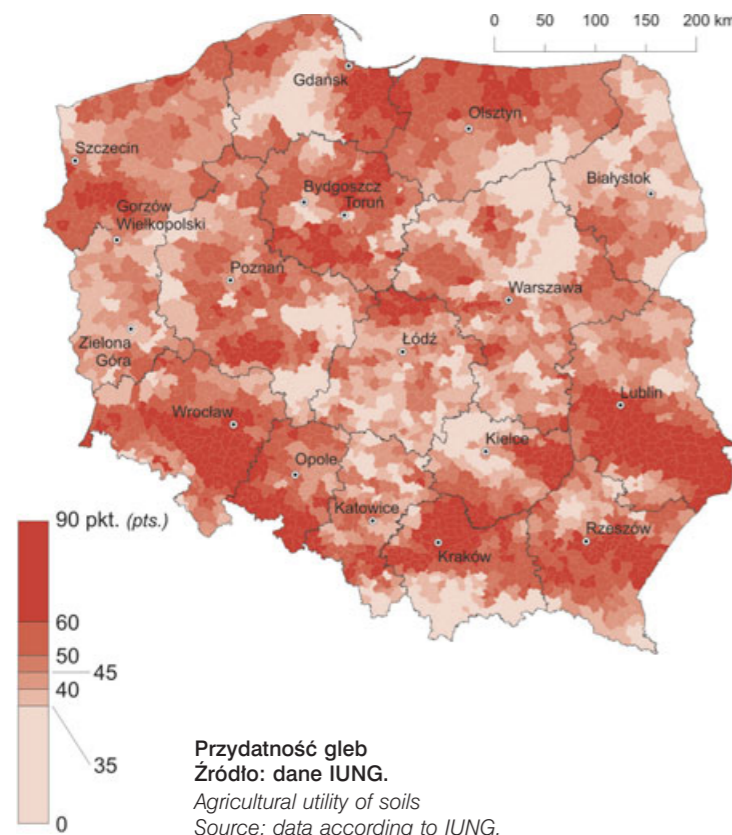 0 50 100 150 200 km
Gdańsk
Olsztyn
Szczecin
Białystok
Bydgoszcz
Toruń
Gorzów
Wielkopolski
Poznań
Warszawa
Zielona
Góra
Łódź
Lublin
Wrocław
Kielce
Opole
Katowice
Rzeszów
Kraków
90 pkt. (pts.)
60
50
45
40
35
0
Przydatność gleb
Źródło: dane IUNG.
Agricultural utility of soils
Source: data according to IUNG.